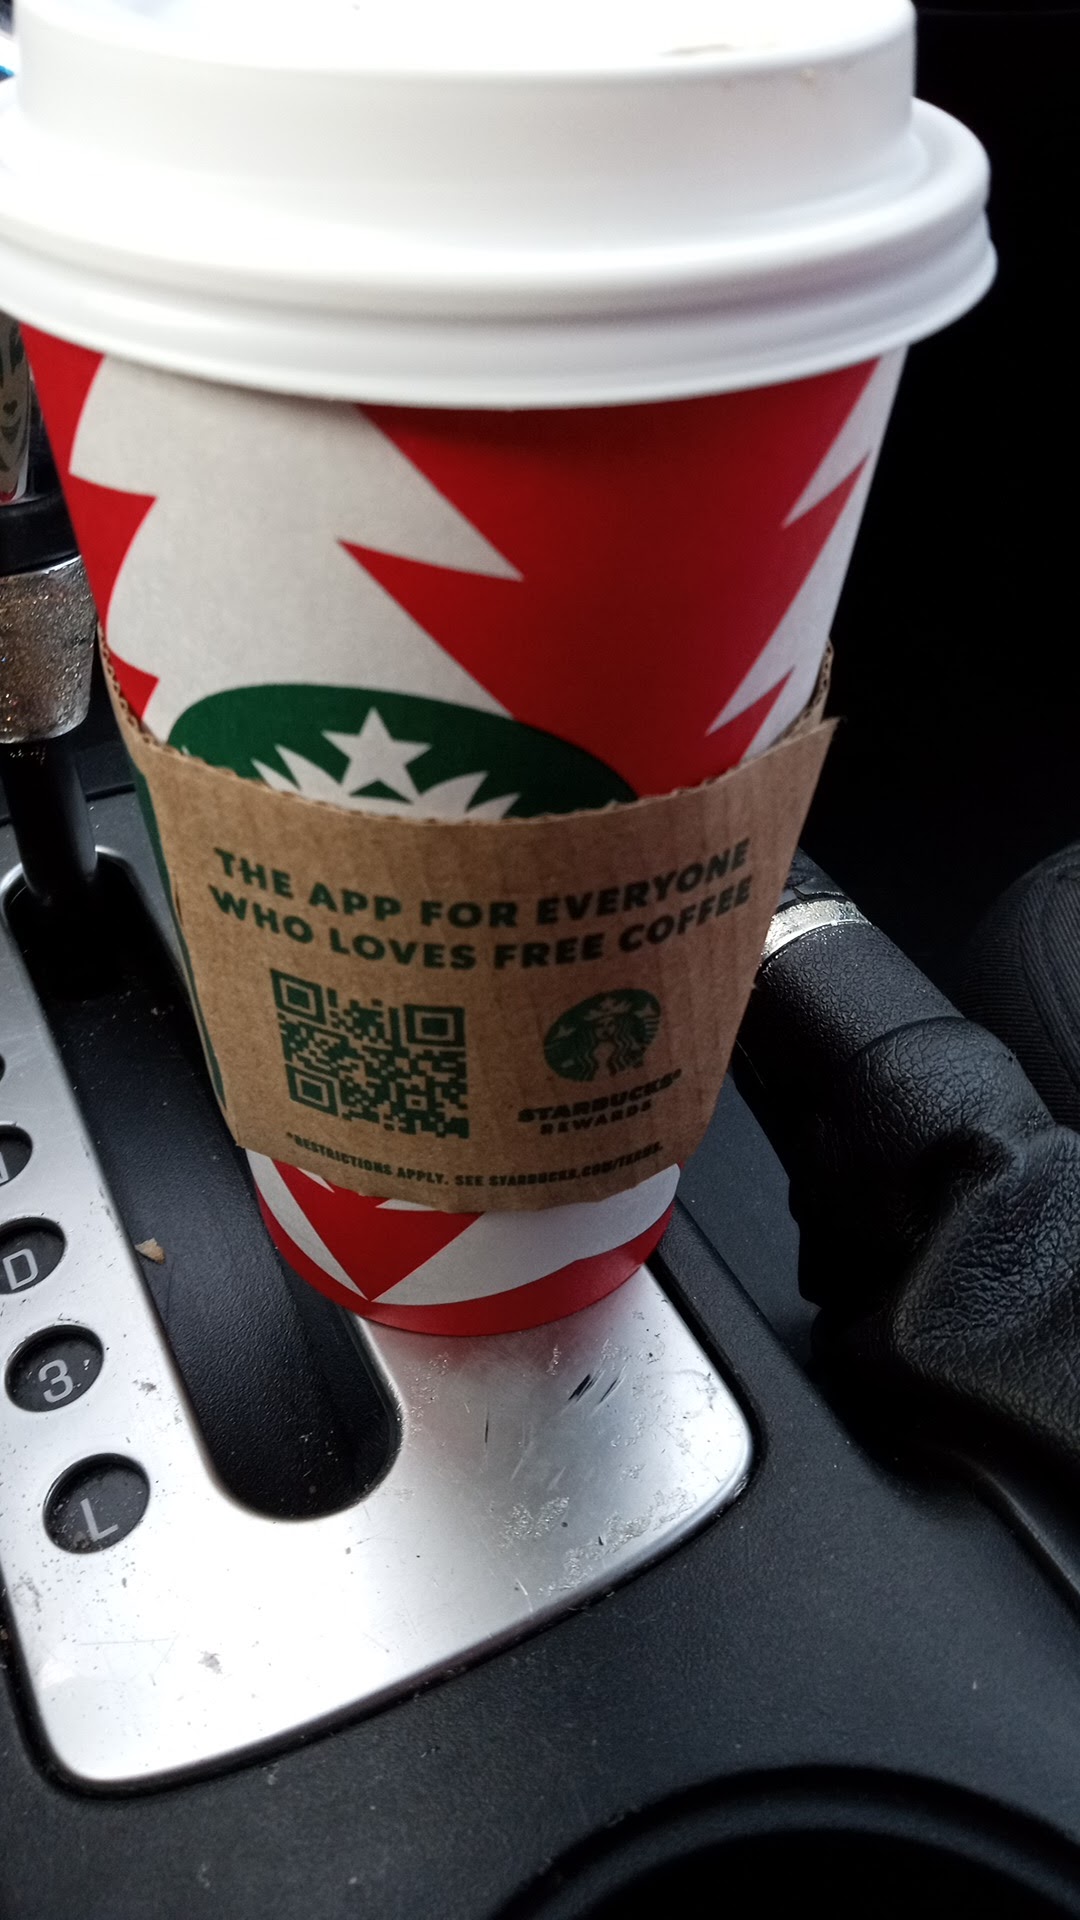 THE APP FOR EVERYONE
WHO LOVES FREE COFFEE
STARBUCKS®
REWARDS
*RESTRICTIONS APPLY. SEE STARBUCKS.COM/TERMS.
D
3
L